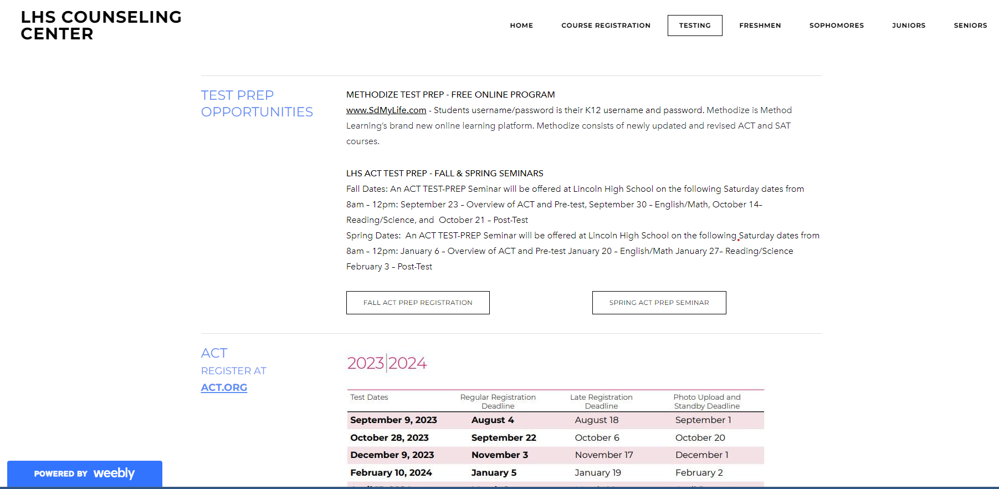 LHS COUNSELING
CENTER
HOME COURSE REGISTRATION TESTING FRESHMEN SOPHOMORES JUNIORS SENIORS
TEST PREP
OPPORTUNITIES
METHODIZE TEST PREP - FREE ONLINE PROGRAM
www.SdMyLife.com - Students username/password is their K12 username and password. Methodize is Method
Learning’s brand new online learning platform. Methodize consists of newly updated and revised ACT and SAT
courses.
LHS ACT TEST PREP - FALL & SPRING SEMINARS
Fall Dates: An ACT TEST-PREP Seminar will be offered at Lincoln High School on the following Saturday dates from
8am – 12pm: September 23 – Overview of ACT and Pre-test, September 30 – English/Math, October 14–
Reading/Science, and  October 21 – Post-Test
Spring Dates:  An ACT TEST-PREP Seminar will be offered at Lincoln High School on the following Saturday dates from
8am – 12pm: January 6 – Overview of ACT and Pre-test January 20 – English/Math January 27– Reading/Science
February 3 – Post-Test
FALL ACT PREP REGISTRATION SPRING ACT PREP SEMINAR
ACT
REGISTER AT
ACT.ORG
2023|2024
Test Dates Regular Registration Late Registration Photo Upload and
Deadline Deadline Standby Deadline
September 9, 2023 August 4 August 18 September 1
October 28, 2023 September 22 October 6 October 20
December 9, 2023 November 3 November 17 December 1
February 10, 2024 January 5 January 19 February 2
POWERED BY weebly